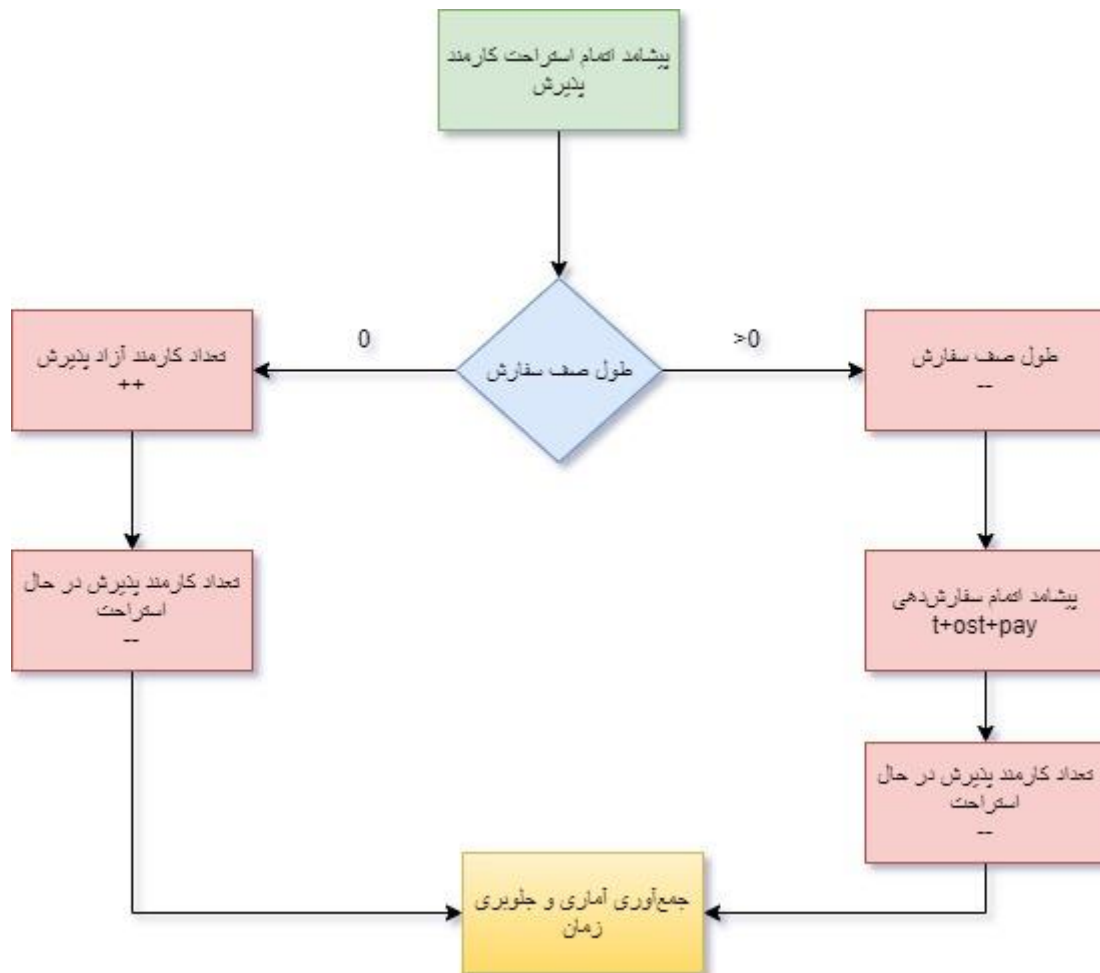 پیشامد اتمام استراحت کارمند
پذیرش
0
>0
تعداد کارمند آزاد پذیرش
++
طول صف سفارش
طول صف سفارش
--
تعداد کارمند پذیرش در حال
استراحت
--
پیشامد اتمام سفارش‌دهی
t+ost+pay
تعداد کارمند پذیرش در حال
استراحت
--
جمع‌آوری آماری و جلوبری
زمان